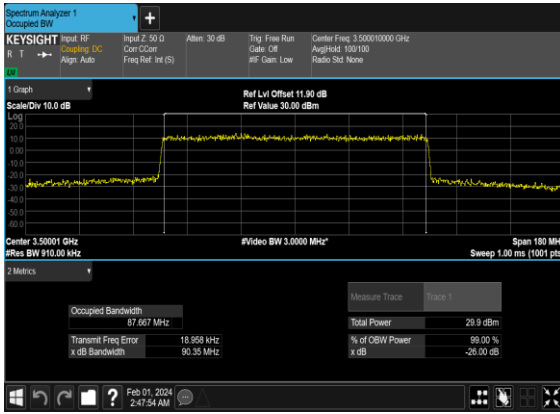 Spectrum Analyzer 1
Occupied BW
KEYSIGHT
R T
LW
Input: RF
Coupling: DC
Align: Auto
Input Z: 50 Ω
Corr CCorr
Freq Ref: Int (S)
Atten: 30 dB
Trig: Free Run
Gate: Off
#IF Gain: Low
Center Freq: 3.500010000 GHz
Avg|Hold: 100/100
Radio Std: None
1 Graph
Scale/Div 10.0 dB
Ref Lvl Offset 11.90 dB
Ref Value 30.00 dBm
Log
20.0
10.0
0.00
-10.0
-20.0
-30.0
-40.0
-50.0
-60.0
Center 3.50001 GHz
#Res BW 910.00 kHz
#Video BW 3.0000 MHz*
Span 180 MH
Sweep 1.00 ms (1001 pts
2 Metrics
Measure Trace Trace 1
Occupied Bandwidth
87.667 MHz
Total Power 29.9 dBm
Transmit Freq Error 18.958 kHz
% of OBW Power 99.00 %
x dB Bandwidth 90.35 MHz
x dB -26.00 dB
Feb 01, 2024
2:47:54 AM